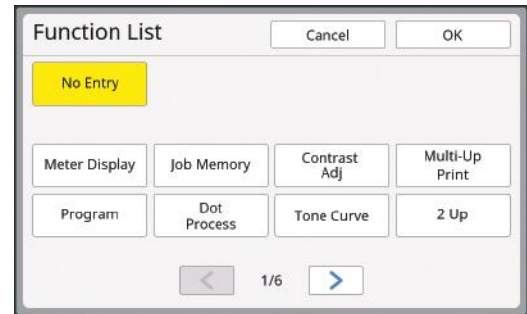 Function List
Cancel
OK
No Entry
Meter Display
Job Memory
Contrast
Adj
Multi-Up
Print
Program
Dot
Process
Tone Curve
2 Up
1/6